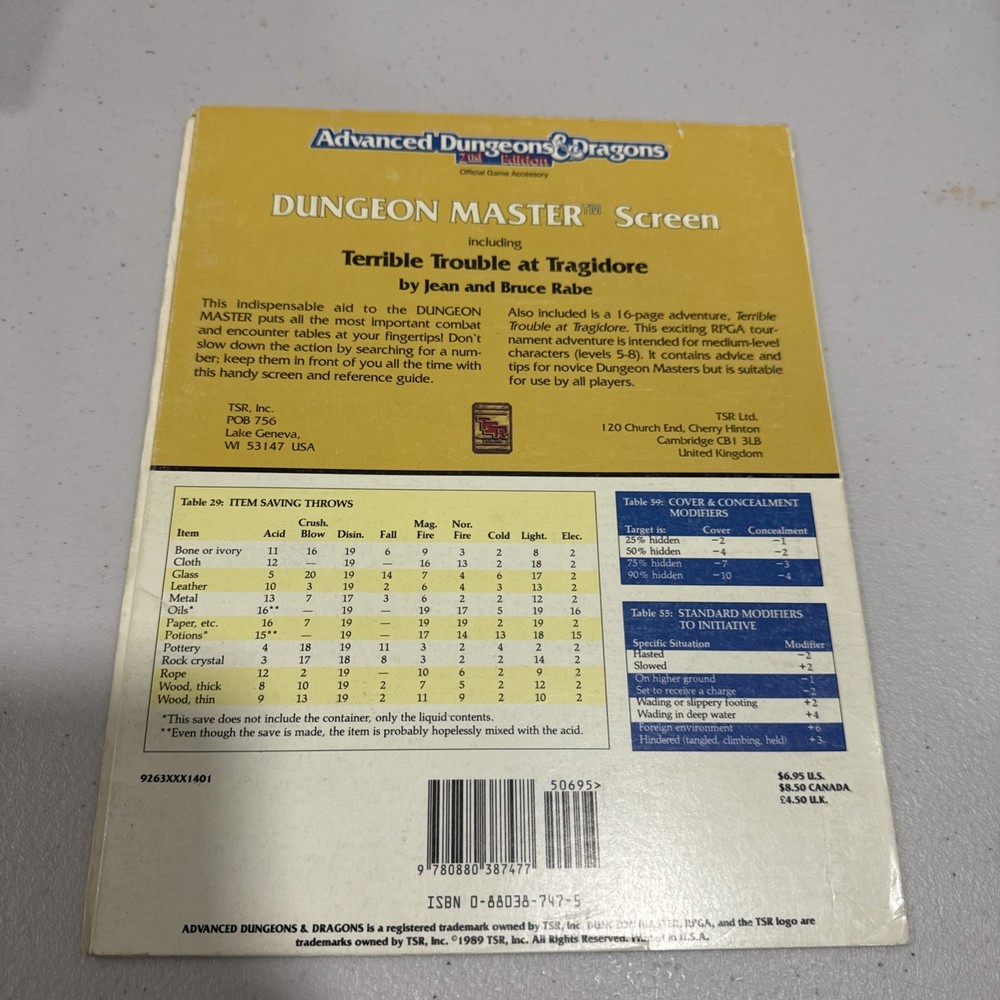 Advanced Dungeons & Dragons
2nd Edition
Official Game Accessory
DUNGEON MASTER™ Screen
including
Terrible Trouble at Tragidore
by Jean and Bruce Rabe
This indispensable aid to the DUNGEON
MASTER puts all the most important combat
and encounter tables at your fingertips! Don't
slow down the action by searching for a num-
ber; keep them in front of you all the time with
this handy screen and reference guide.
Also included is a 16-page adventure, Terrible
Trouble at Tragidore. This exciting RPGA tour-
nament adventure is intended for medium-level
characters (levels 5-8). It contains advice and
tips for novice Dungeon Masters but is suitable
for use by all players.
TSR, Inc.
POB 756
Lake Geneva,
WI 53147 USA
TSR
TSR Ltd.
120 Church End, Cherry Hinton
Cambridge CB1 3LB
United Kingdom
Table 29: ITEM SAVING THROWS
Crush. Mag. Nor.
Item Acid Blow Disin. Fall Fire Fire Cold Light. Elec.
Bone or ivory 11 16 19 6 9 3 2 8 2
Cloth 12 — 19 — 16 13 2 18 2
Glass 5 20 19 14 7 4 6 17 2
Leather 10 3 19 2 6 4 3 13 2
Metal 13 7 17 3 6 2 2 12 2
Oils* 16** — 19 — 19 17 5 19 16
Paper, etc. 16 7 19 — 19 19 2 19 2
Potions* 15** — 19 — 17 14 13 18 15
Pottery 4 18 19 11 3 2 4 2 2
Rock crystal 3 17 18 8 3 2 2 14 2
Rope 12 2 19 — 10 6 2 9 2
Wood, thick 8 10 19 2 7 5 2 12 2
Wood, thin 9 13 19 2 11 9 2 10 2
*This save does not include the container, only the liquid contents.
**Even though the save is made, the item is probably hopelessly mixed with the acid.
Table 59: COVER & CONCEALMENT
MODIFIERS
Target is: Cover Concealment
25% hidden −2 −1
50% hidden −4 −2
75% hidden −7 −3
90% hidden −10 −4
Table 55: STANDARD MODIFIERS
TO INITIATIVE
Specific Situation Modifier
Hasted −2
Slowed +2
On higher ground −1
Set to receive a charge −2
Wading or slippery footing +2
Wading in deep water +4
Foreign environment +6
Hindered (tangled, climbing, held) +3
9263XXX1401
50695>
$6.95 U.S.
$8.50 CANADA
£4.50 U.K.
9 780880 387477
ISBN 0-88038-747-5
ADVANCED DUNGEONS & DRAGONS is a registered trademark owned by TSR, Inc. DUNGEON MASTER, RPGA, and the TSR logo are
trademarks owned by TSR, Inc. ©1989 TSR, Inc. All Rights Reserved. in U.S.A.